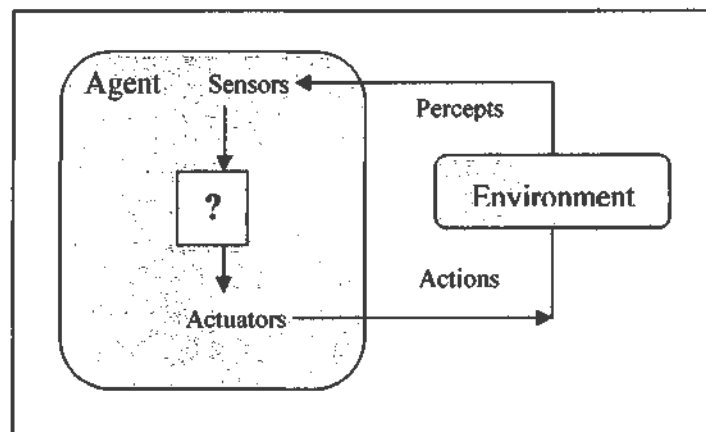 Agent
Sensors
Percepts
?
Environment
Actions
Actuators